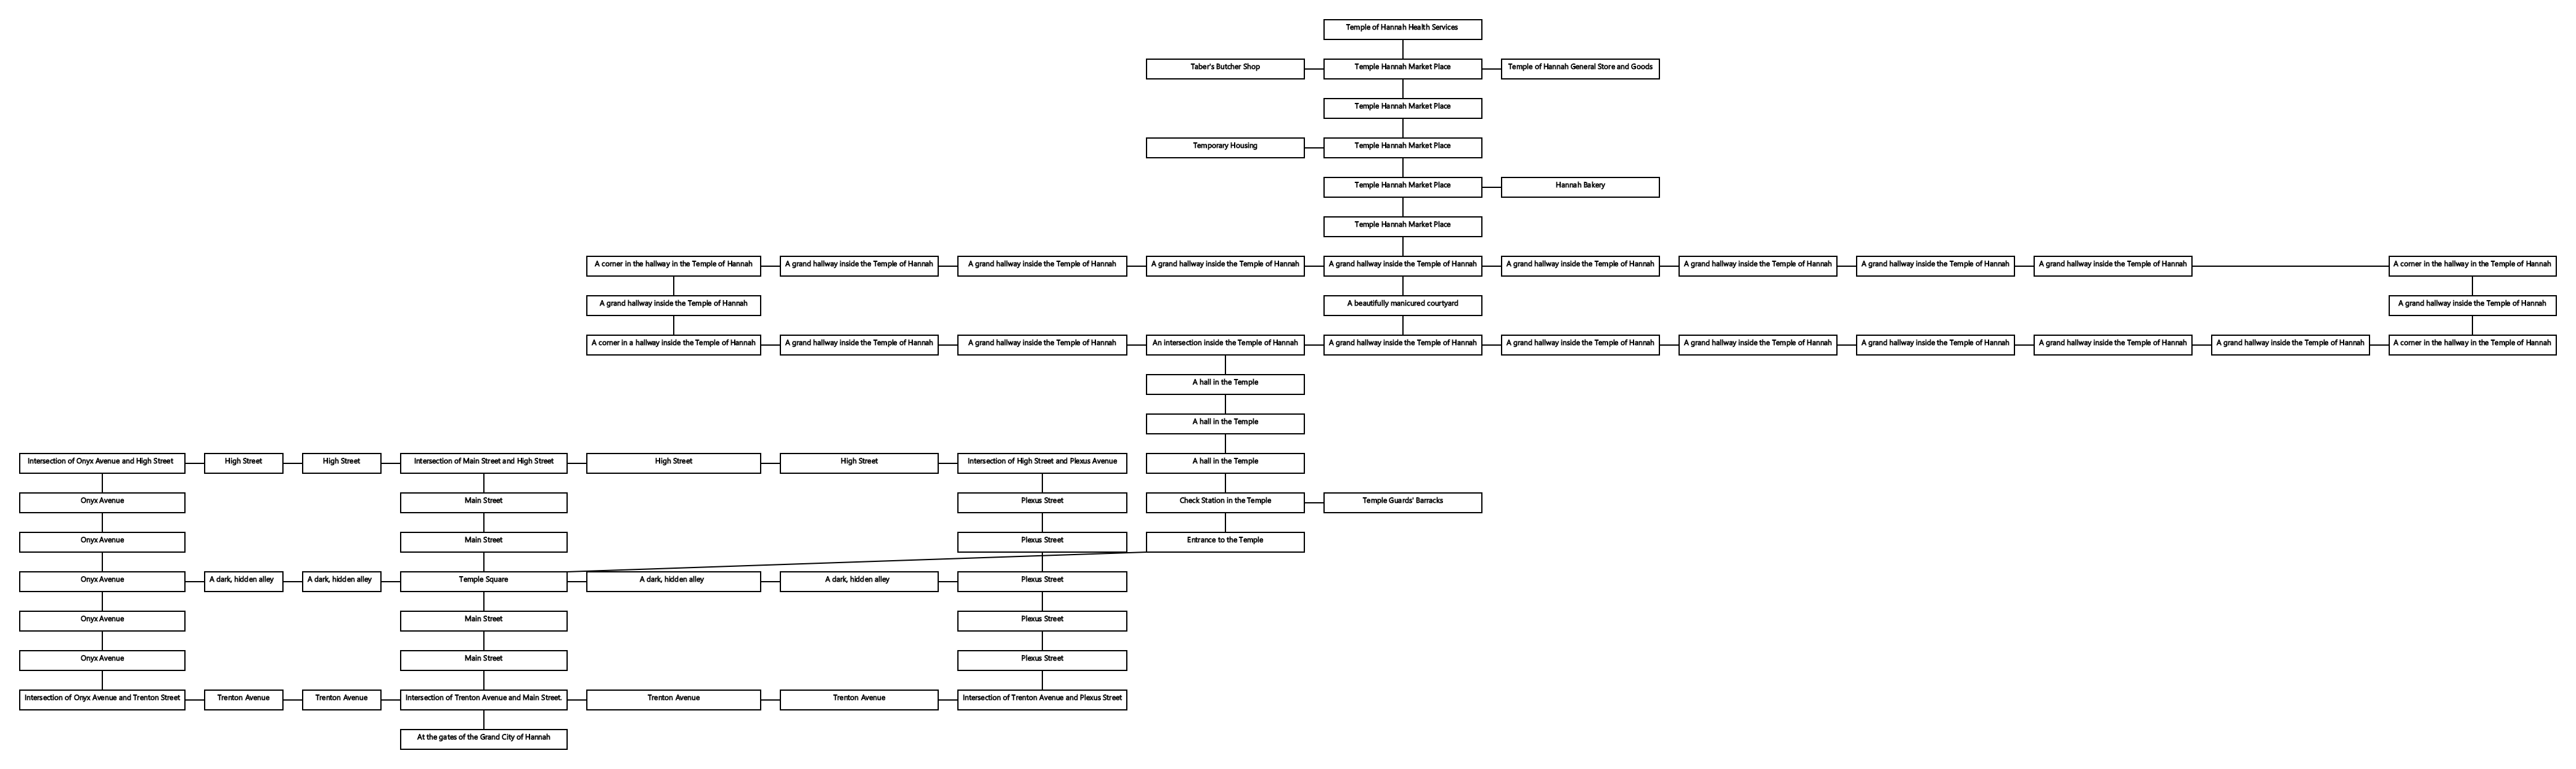 Temple of Hannah Health Services
Taber's Butcher Shop
Temple Hannah Market Place
Temple of Hannah General Store and Goods
Temple Hannah Market Place
Temporary Housing
Temple Hannah Market Place
Temple Hannah Market Place
Hannah Bakery
Temple Hannah Market Place
A corner in the hallway in the Temple of Hannah
A grand hallway inside the Temple of Hannah
A grand hallway inside the Temple of Hannah
A grand hallway inside the Temple of Hannah
A grand hallway inside the Temple of Hannah
A grand hallway inside the Temple of Hannah
A grand hallway inside the Temple of Hannah
A grand hallway inside the Temple of Hannah
A grand hallway inside the Temple of Hannah
A corner in the hallway in the Temple of Hannah
A grand hallway inside the Temple of Hannah
A beautifully manicured courtyard
A grand hallway inside the Temple of Hannah
A corner in a hallway inside the Temple of Hannah
A grand hallway inside the Temple of Hannah
A grand hallway inside the Temple of Hannah
An intersection inside the Temple of Hannah
A grand hallway inside the Temple of Hannah
A grand hallway inside the Temple of Hannah
A grand hallway inside the Temple of Hannah
A grand hallway inside the Temple of Hannah
A grand hallway inside the Temple of Hannah
A grand hallway inside the Temple of Hannah
A corner in the hallway in the Temple of Hannah
A hall in the Temple
A hall in the Temple
Intersection of Onyx Avenue and High Street
High Street
High Street
Intersection of Main Street and High Street
High Street
High Street
Intersection of High Street and Plexus Avenue
A hall in the Temple
Onyx Avenue
Main Street
Plexus Street
Check Station in the Temple
Temple Guards' Barracks
Onyx Avenue
Main Street
Plexus Street
Entrance to the Temple
Onyx Avenue
A dark, hidden alley
A dark, hidden alley
Temple Square
A dark, hidden alley
A dark, hidden alley
Plexus Street
Onyx Avenue
Main Street
Plexus Street
Onyx Avenue
Main Street
Plexus Street
Intersection of Onyx Avenue and Trenton Street
Trenton Avenue
Trenton Avenue
Intersection of Trenton Avenue and Main Street.
Trenton Avenue
Trenton Avenue
Intersection of Trenton Avenue and Plexus Street
At the gates of the Grand City of Hannah